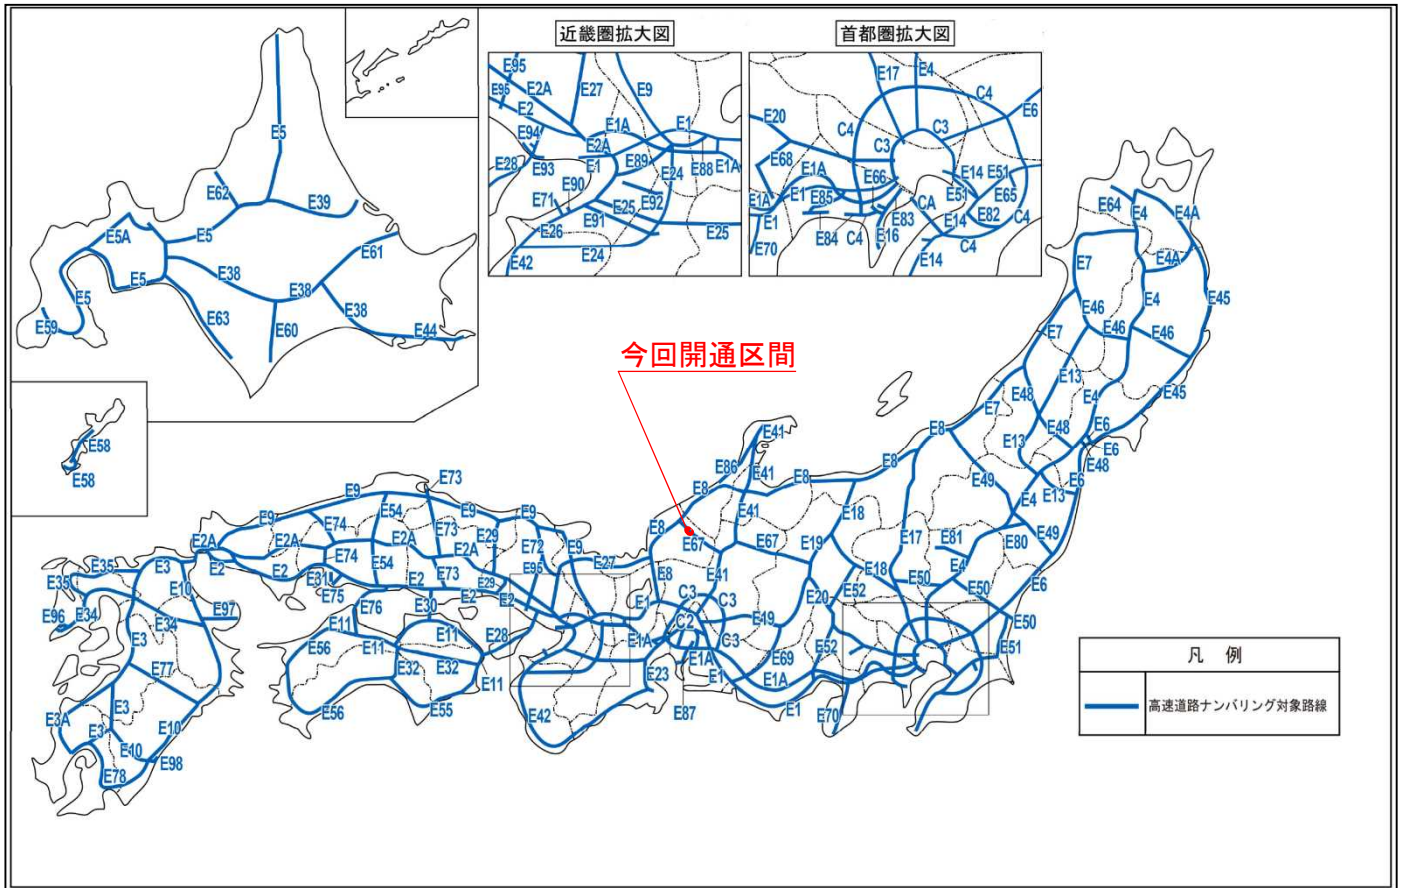 近畿圏拡大図
首都圏拡大図
E95
E2A
E27
E9
E95
E2
E1A
E1
E94
E2A
E28
E93
E1
E89
E24
E88
E1A
E90
E71
E25
E92
E91
E26
E25
E24
E42
E17
E4
C4
E6
E20
C4
C3
C3
E68
E1A
E66
E14
E51
E1
E85
E51
E65
E1A
CA
E1
E83
E14
E82
C4
E84
C4
E16
C4
E70
E14
E5
E62
E39
E5A
E5
E61
E38
E5
E5
E38
E59
E63
E60
E38
E44
E58
E58
今回開通区間
E64
E4
E4A
E7
E4A
E4
E45
E46
E7
E46
E46
E13
E48
E4
E45
E7
E8
E48
E6
E13
E6
E48
E41
E86
E41
E8
E8
E8
E49
E6
E13
E4
E73
E9
E54
E9
E9
E9
E74
E73
E29
E8
E41
E18
E17
E81
E80
E49
E2A
E2A
E2A
E2A
E72
E9
E67
E67
E19
E2
E74
E54
E27
E18
E4
E35
E3
E2
E31
E2
E73
E29
E95
E8
E41
E50
E50
E6
E35
E10
E75
E30
E2
E2
C3
C3
E20
E52
E96
E34
E97
E76
E1
C2
E19
E50
E34
E11
E11
E28
E3
E56
E11
E1A
C3
E51
E77
E32
E32
E1A
E69
E52
E3
E11
E23
E1
E1A
E3A
E56
E55
E42
E87
E1
E70
E3
E10
E10
E98
E78
凡 例
高速道路ナンバリング対象路線